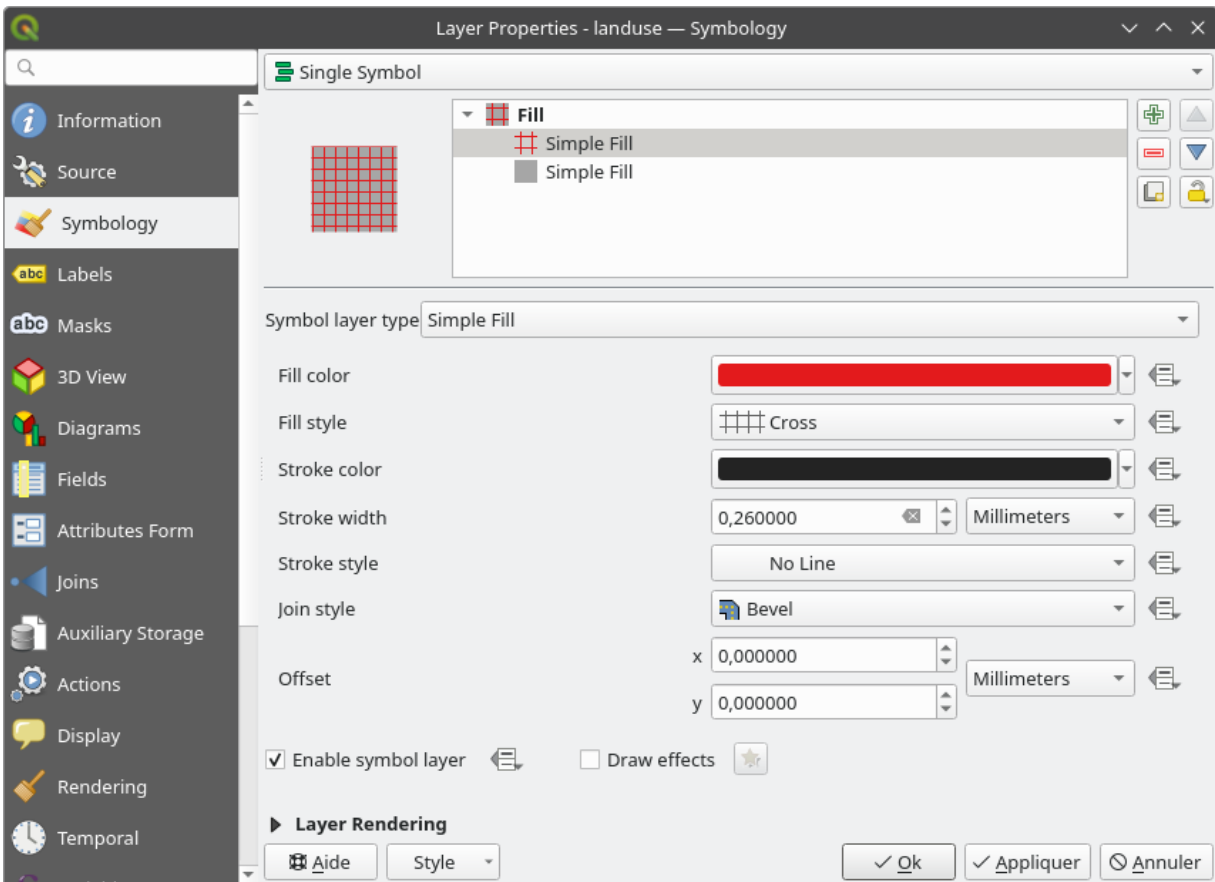 Layer Properties - landuse — Symbology
Single Symbol
Information
Source
Symbology
Labels
Masks
3D View
Diagrams
Fields
Attributes Form
Joins
Auxiliary Storage
Actions
Display
Rendering
Temporal
Fill
Simple Fill
Simple Fill
Symbol layer type Simple Fill
Fill color
Fill style Cross
Stroke color
Stroke width 0,260000 Millimeters
Stroke style No Line
Join style Bevel
x 0,000000
Offset Millimeters
y 0,000000
Enable symbol layer Draw effects
Layer Rendering
Aide Style Ok Appliquer Annuler
abc
abc